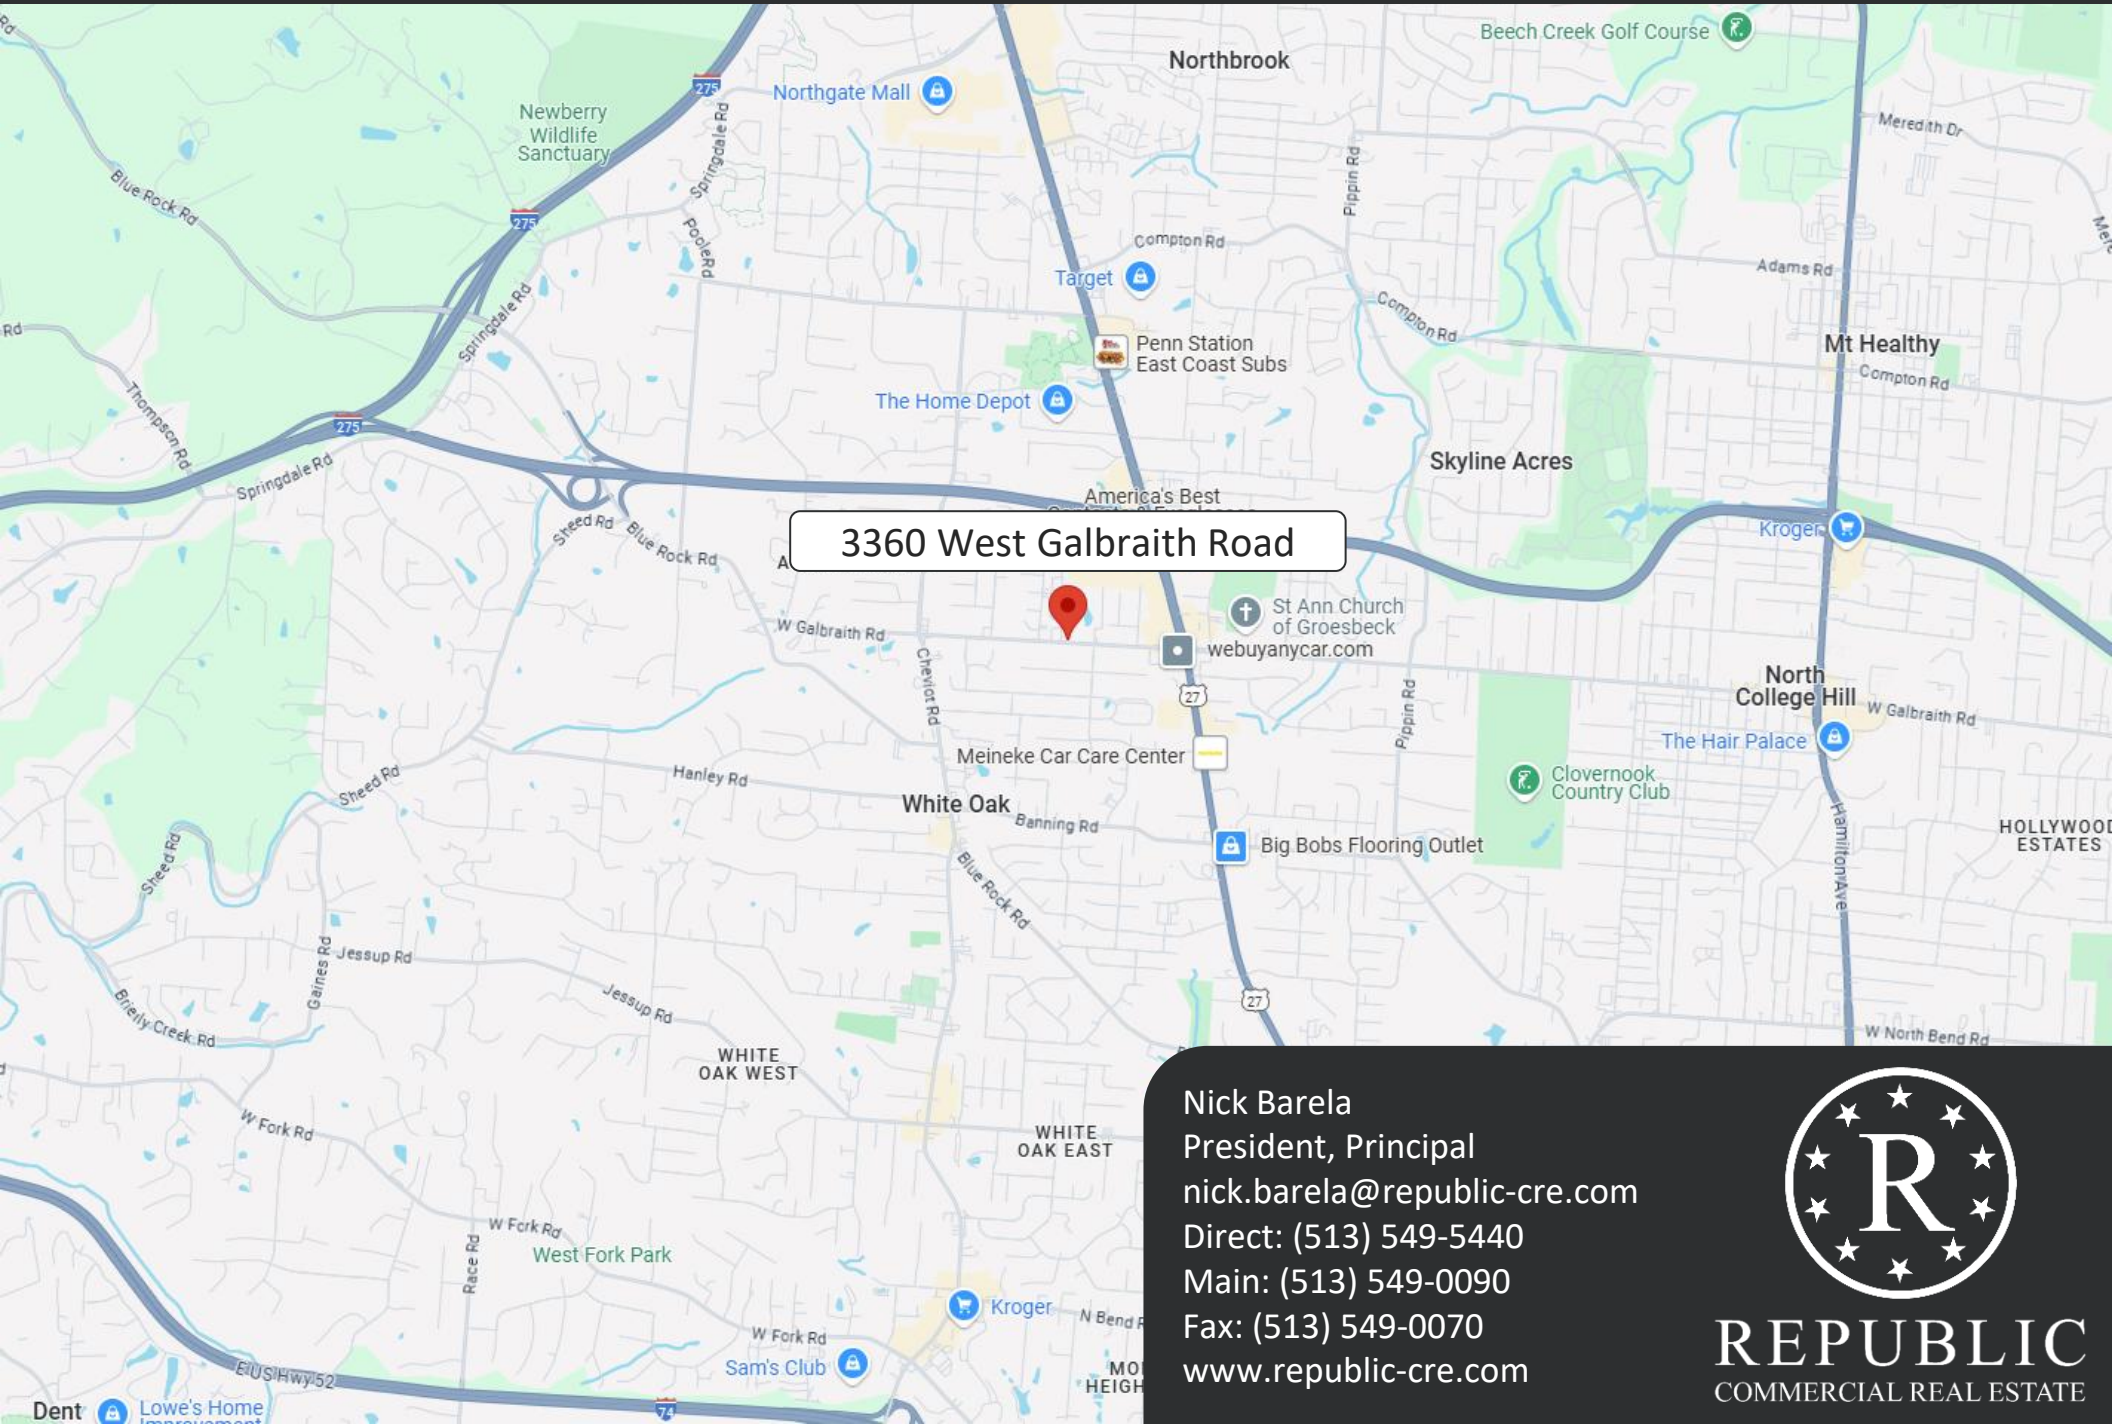 Rd
Beech Creek Golf Course
Northbrook
275
Northgate Mall
Newberry
Wildlife
Sanctuary
Springdale Rd
Meredith Dr
Blue Rock Rd
Pippin Rd
275
Poole Rd
Compton Rd
Target
Adams Rd
Springdale Rd
Compton Rd
Rd
Penn Station
East Coast Subs
Mt Healthy
Compton Rd
The Home Depot
Thompson Rd
275
Skyline Acres
Springdale Rd
America's Best
Sheed Rd
Blue Rock Rd
Kroger
3360 West Galbraith Road
A
St Ann Church
of Groesbeck
W Galbraith Rd
webuyanycar.com
Cheviot Rd
27
Pippin Rd
North
College Hill
W Galbraith Rd
The Hair Palace
Meineke Car Care Center
Hanley Rd
Clovernook
Country Club
Sheed Rd
White Oak
Banning Rd
Hamilton Ave
HOLLYWOOD
ESTATES
Big Bobs Flooring Outlet
Sheed Rd
Blue Rock Rd
Gaines Rd
Jessup Rd
Jessup Rd
27
Brierly Creek Rd
W North Bend Rd
WHITE
OAK WEST
W Fork Rd
WHITE
OAK EAST
W Fork Rd
Race Rd
West Fork Park
Kroger
N Bend R
W Fork Rd
Sam's Club
MO
HEIGH
E US Hwy 52
74
Dent
Lowe's Home
Improvement
Nick Barela
President, Principal
nick.barela@republic-cre.com
Direct: (513) 549-5440
Main: (513) 549-0090
Fax: (513) 549-0070
www.republic-cre.com
R
REPUBLIC
COMMERCIAL REAL ESTATE